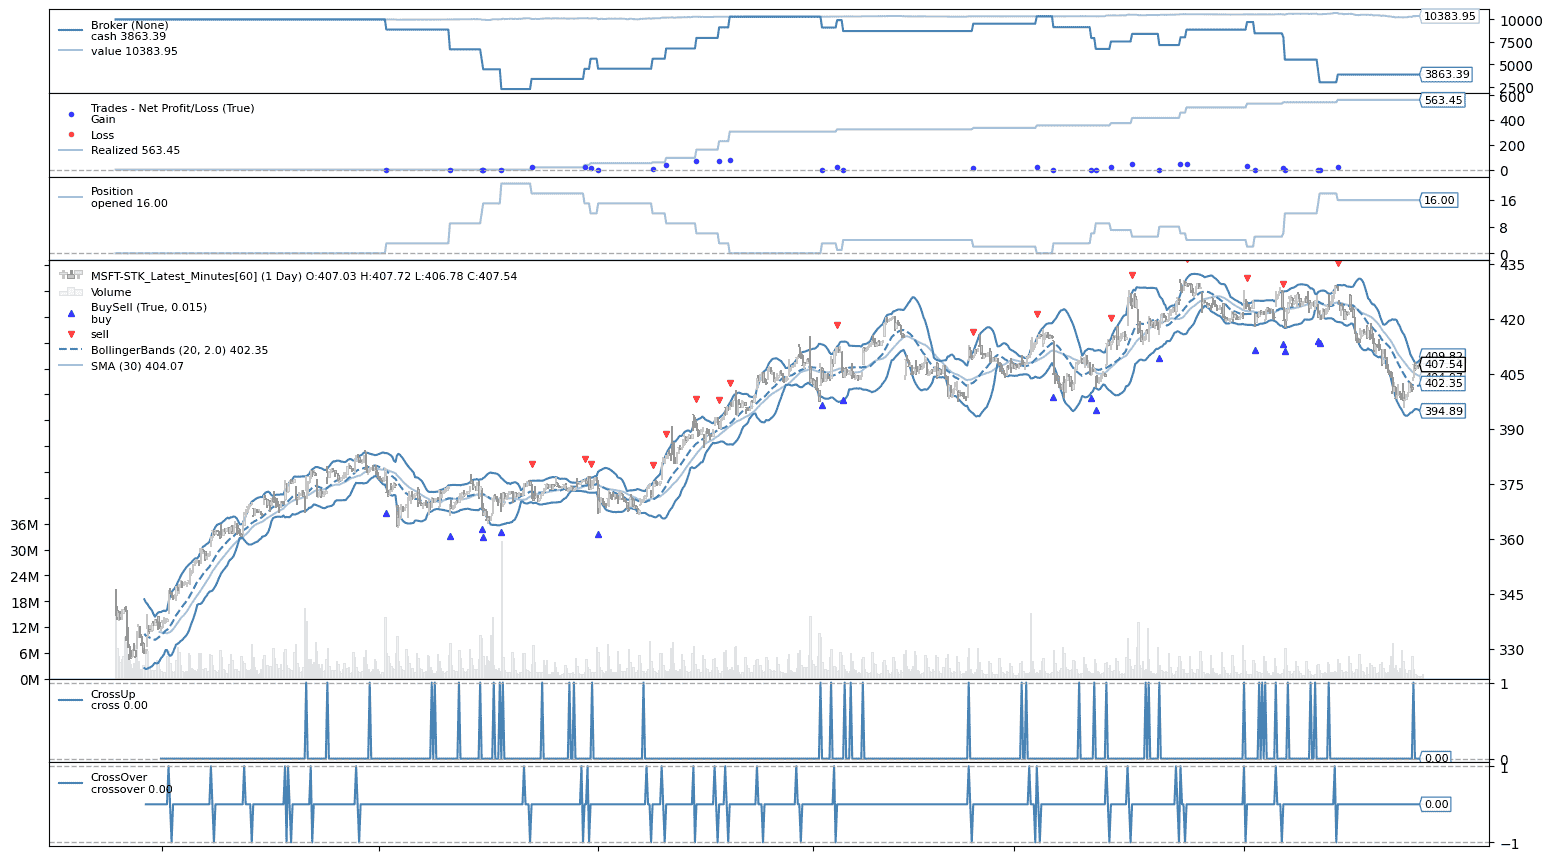 Broker (None)
cash 3863.39
value 10383.95
10383.95
10000
7500
5000
3863.39
2500
Trades - Net Profit/Loss (True)
Gain
Loss
Realized 563.45
600
563.45
400
200
0
Position
opened 16.00
16
16.00
8
0
MSFT-STK_Latest_Minutes[60] (1 Day) O:407.03 H:407.72 L:406.78 C:407.54
Volume
BuySell (True, 0.015)
buy
sell
BollingerBands (20, 2.0) 402.35
SMA (30) 404.07
435
420
409.82
407.54
405
404.07
402.35
394.89
390
375
360
345
330
36M
30M
24M
18M
12M
6M
0M
CrossUp
cross 0.00
1
0.00
0
CrossOver
crossover 0.00
1
0.00
−1